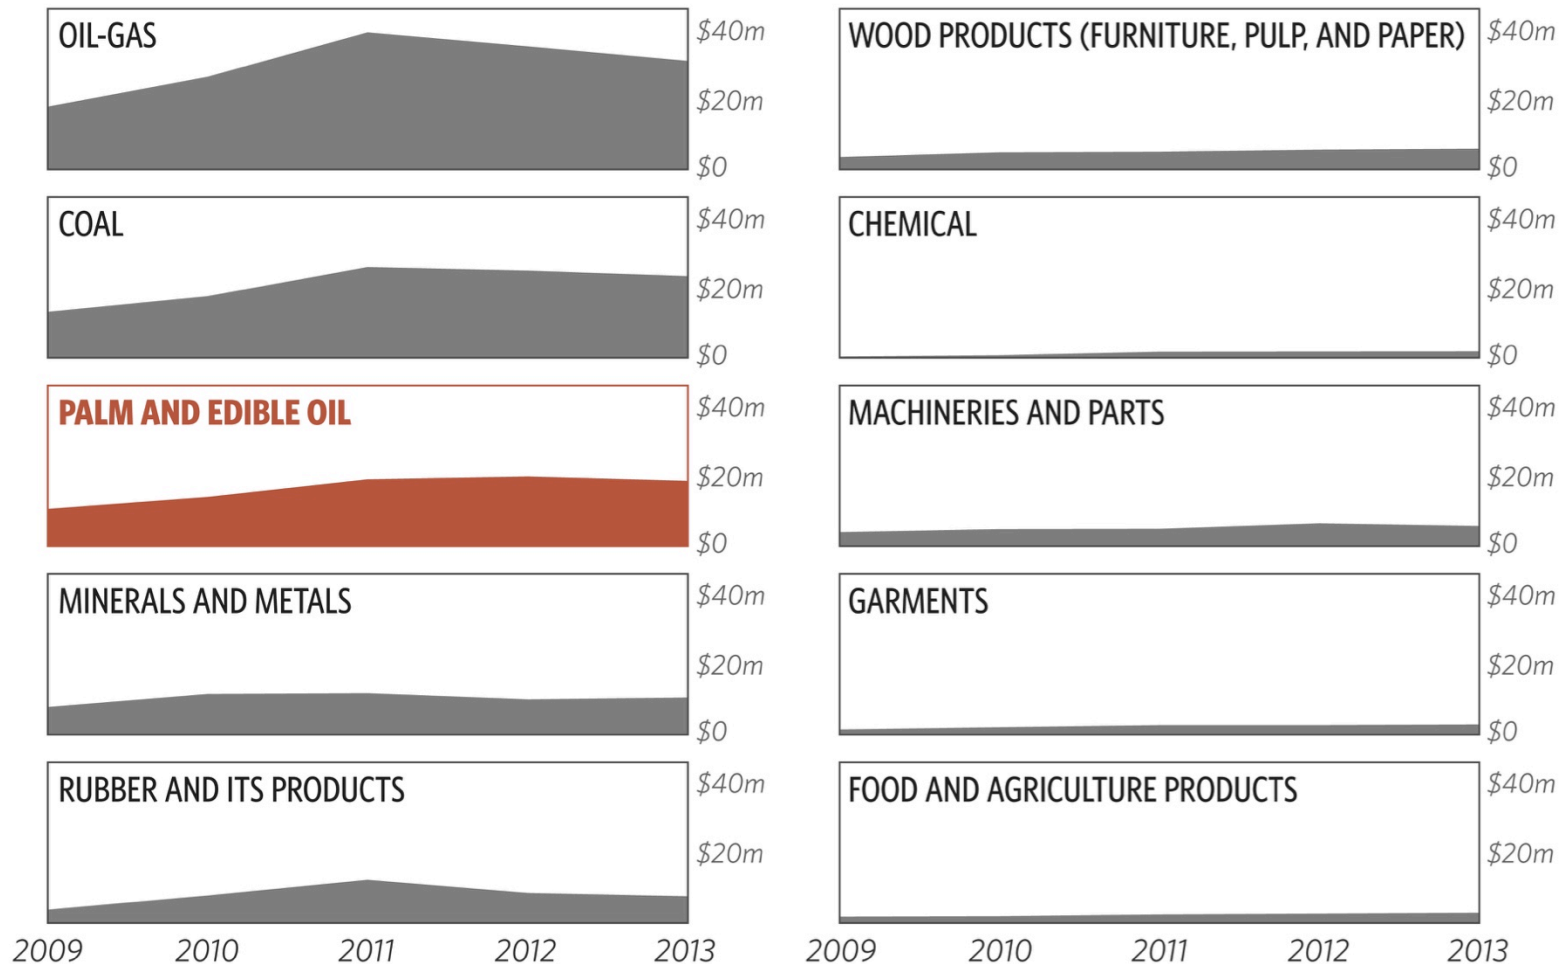 OIL-GAS
$40m
$20m
$0
COAL
$40m
$20m
$0
PALM AND EDIBLE OIL
$40m
$20m
$0
MINERALS AND METALS
$40m
$20m
$0
RUBBER AND ITS PRODUCTS
$40m
$20m
2009 2010 2011 2012 2013
WOOD PRODUCTS (FURNITURE, PULP, AND PAPER)
$40m
$20m
$0
CHEMICAL
$40m
$20m
$0
MACHINERIES AND PARTS
$40m
$20m
$0
GARMENTS
$40m
$20m
$0
FOOD AND AGRICULTURE PRODUCTS
$40m
$20m
2009 2010 2011 2012 2013